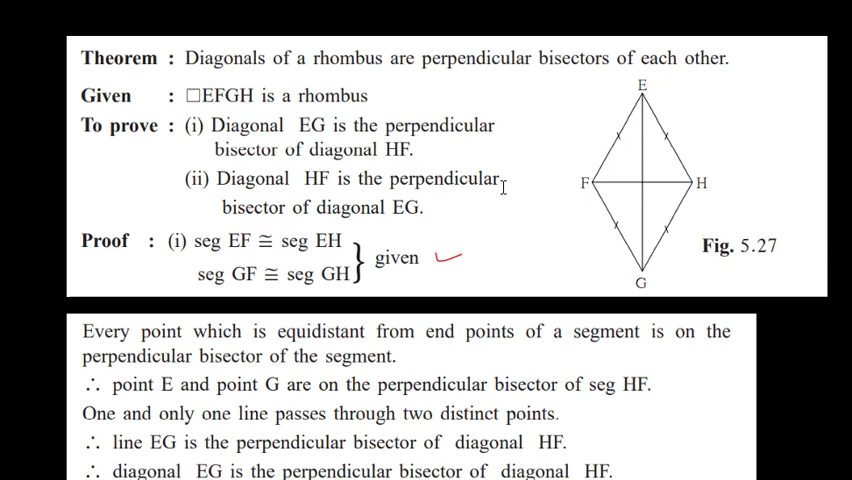 Theorem : Diagonals of a rhombus are perpendicular bisectors of each other.
Given : □EFGH is a rhombus
To prove : (i) Diagonal EG is the perpendicular
bisector of diagonal HF.
(ii) Diagonal HF is the perpendicular
bisector of diagonal EG.
Proof : (i) seg EF ≅ seg EH
seg GF ≅ seg GH } given
E
F
H
G
Fig. 5.27
Every point which is equidistant from end points of a segment is on the
perpendicular bisector of the segment.
∴ point E and point G are on the perpendicular bisector of seg HF.
One and only one line passes through two distinct points.
∴ line EG is the perpendicular bisector of diagonal HF.
∴ diagonal EG is the perpendicular bisector of diagonal HF.